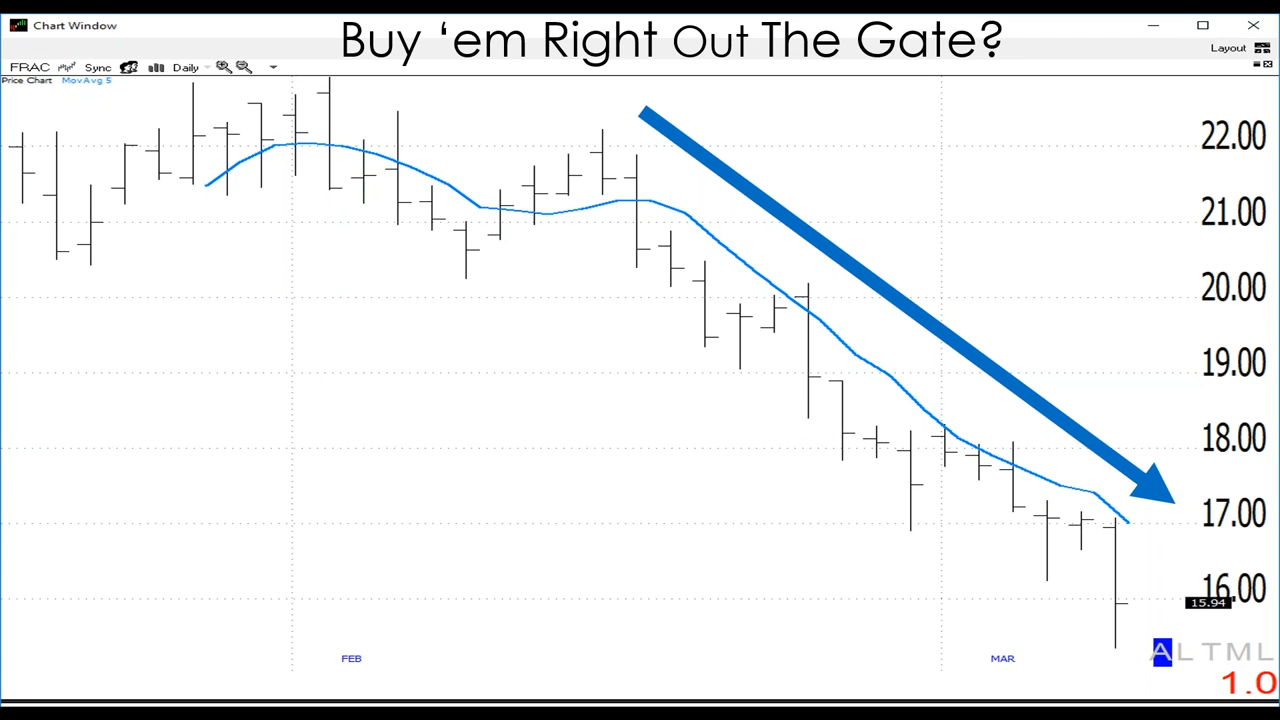 Chart Window
Buy ‘em Right Out The Gate?
Layout
FRAC Sync Daily
Price Chart MovAvg 5
22.00
21.00
20.00
19.00
18.00
17.00
16.00
15.94
FEB MAR
ALTML
1.0